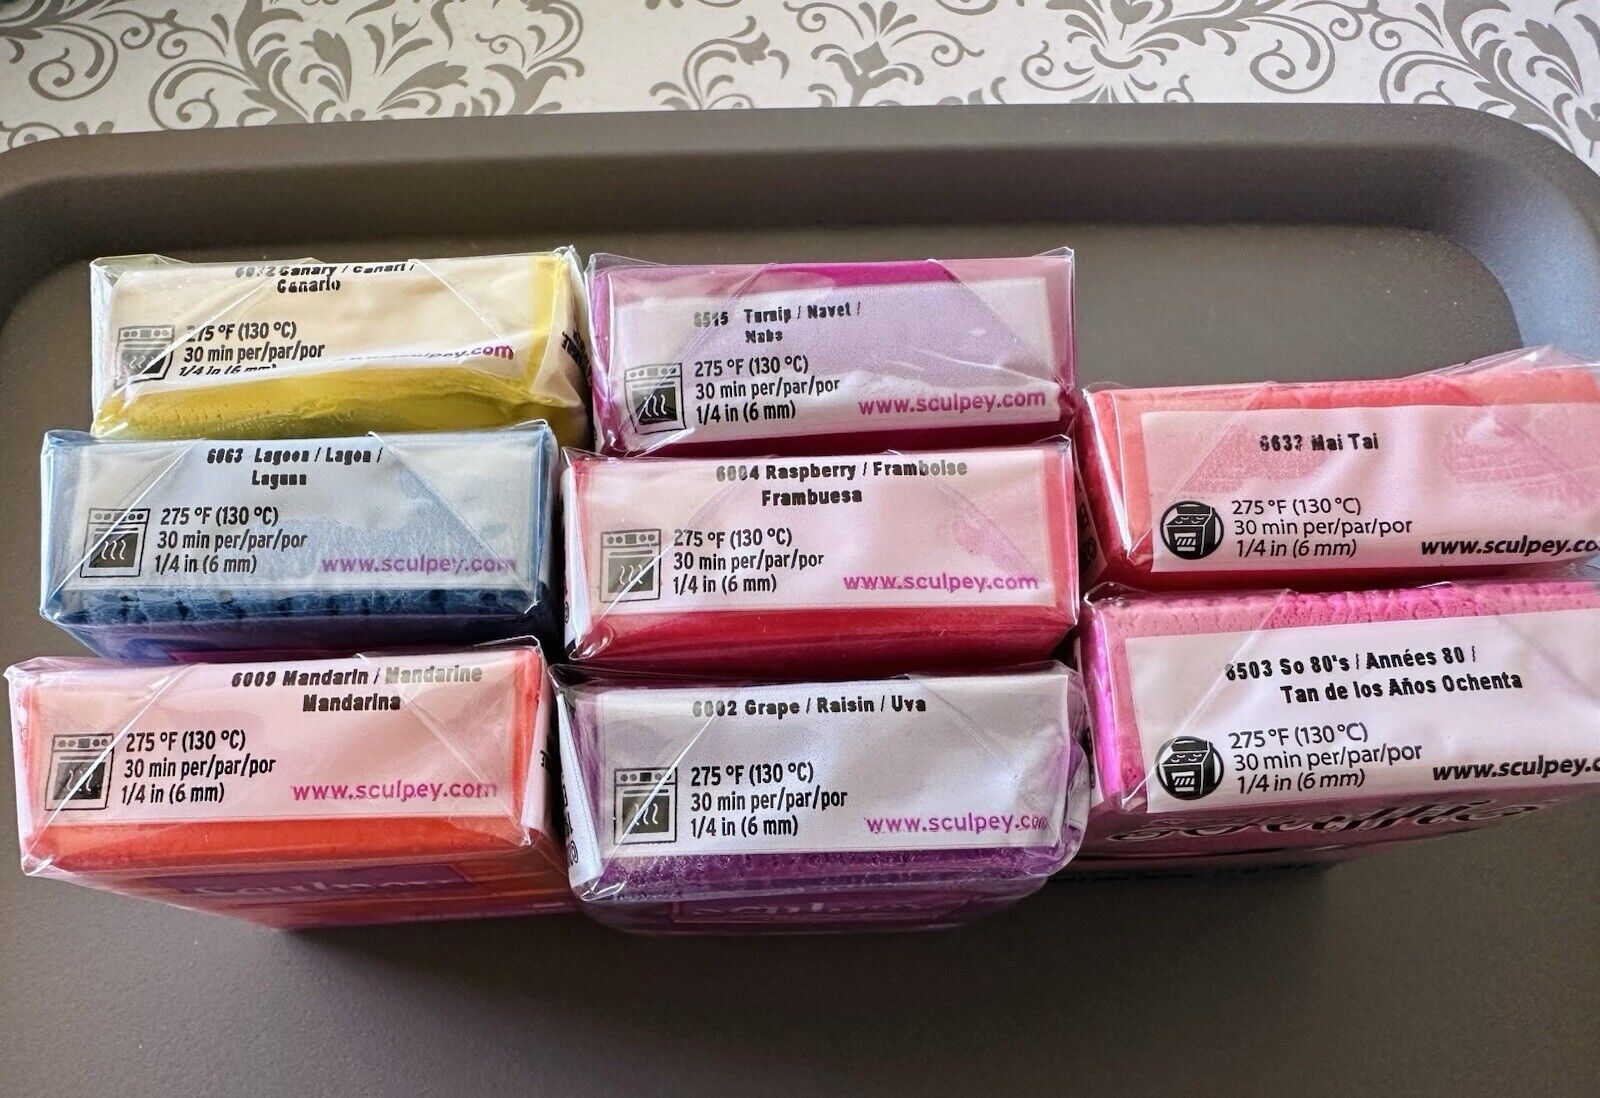 Canary / Canari /
Canario
275 °F (130 °C)
30 min per/par/por
1/4 in (6 mm)
www.sculpey.com
6515 Turnip / Navet /
Nabo
275 °F (130 °C)
30 min per/par/por
1/4 in (6 mm)
www.sculpey.com
6063 Lagoon / Lagon /
Laguna
275 °F (130 °C)
30 min per/par/por
1/4 in (6 mm)
www.sculpey.com
6004 Raspberry / Framboise
Frambuesa
275 °F (130 °C)
30 min per/par/por
1/4 in (6 mm)
www.sculpey.com
6637 Mai Tai
275 °F (130 °C)
30 min per/par/por
1/4 in (6 mm)
www.sculpey.co
6009 Mandarin / Mandarine
Mandarina
275 °F (130 °C)
30 min per/par/por
1/4 in (6 mm)
www.sculpey.com
6002 Grape / Raisin / Uva
275 °F (130 °C)
30 min per/par/por
1/4 in (6 mm)
www.sculpey.com
6503 So 80's / Années 80 /
Tan de los Años Ochenta
275 °F (130 °C)
30 min per/par/por
1/4 in (6 mm)
www.sculpey.c